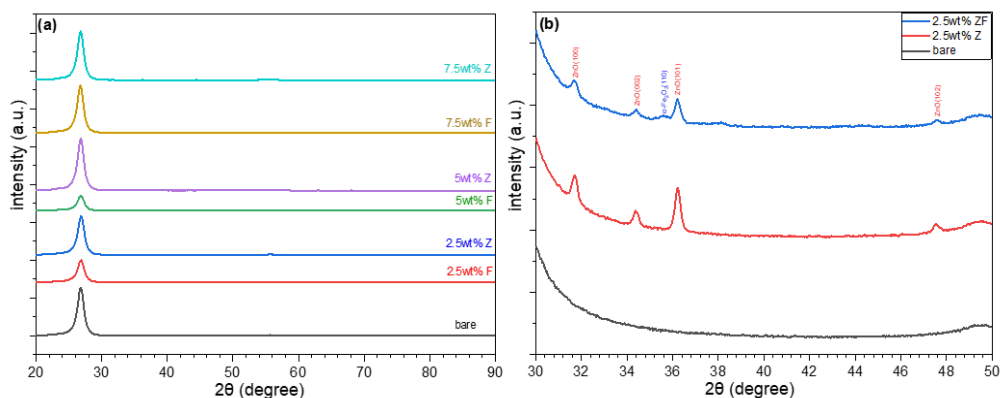 (a)
7.5wt% Z
7.5wt% F
5wt% Z
5wt% F
2.5wt% Z
2.5wt% F
bare
intensity (a.u.)
20 30 40 50 60 70 80 90
2θ (degree)
(b)
2.5wt% ZF
2.5wt% Z
bare
ZnO(100)
ZnO(002)
α-Fe₂O₃(110)
ZnO(101)
ZnO(102)
intensity (a.u.)
30 32 34 36 38 40 42 44 46 48 50
2θ (degree)